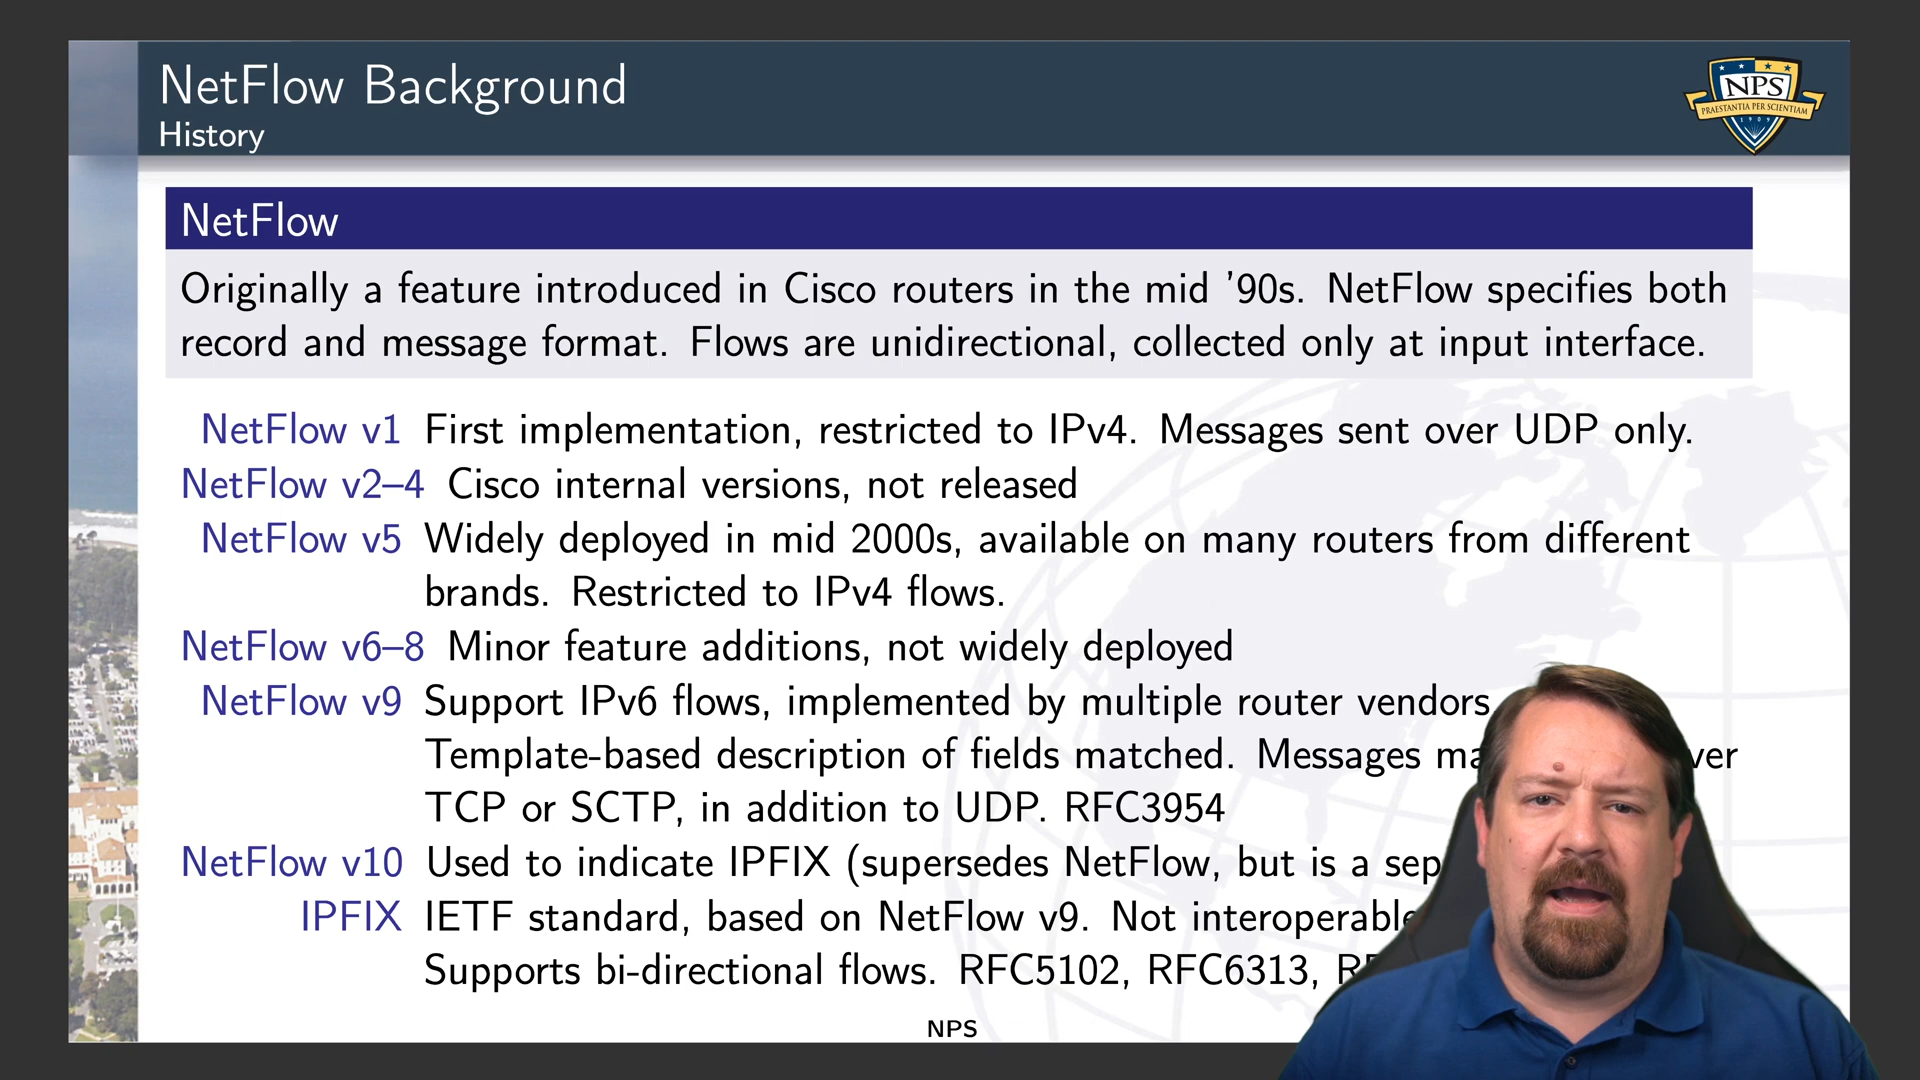 NetFlow Background
History
NPS
PRAESTANTIA PER SCIENTIAM
1909
NetFlow
Originally a feature introduced in Cisco routers in the mid '90s. NetFlow specifies both
record and message format. Flows are unidirectional, collected only at input interface.
NetFlow v1 First implementation, restricted to IPv4. Messages sent over UDP only.
NetFlow v2–4 Cisco internal versions, not released
NetFlow v5 Widely deployed in mid 2000s, available on many routers from different
brands. Restricted to IPv4 flows.
NetFlow v6–8 Minor feature additions, not widely deployed
NetFlow v9 Support IPv6 flows, implemented by multiple router vendors
Template-based description of fields matched. Messages
TCP or SCTP, in addition to UDP. RFC3954
NetFlow v10 Used to indicate IPFIX (supersedes NetFlow, but is a
IPFIX IETF standard, based on NetFlow v9. Not interoperable
Supports bi-directional flows. RFC5102, RFC6313,
NPS